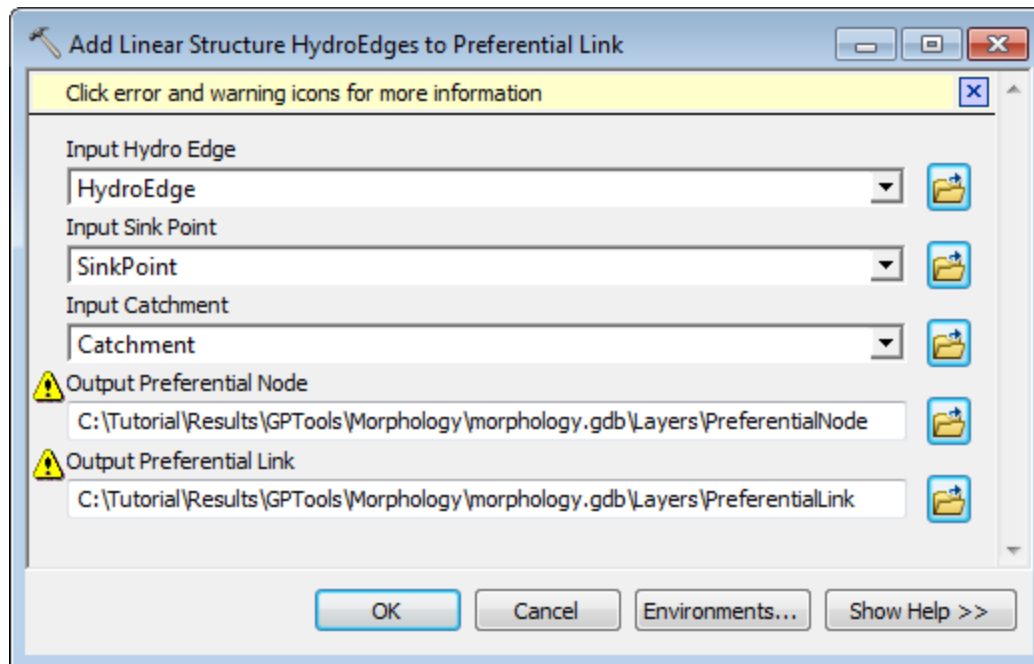 Add Linear Structure HydroEdges to Preferential Link
Click error and warning icons for more information
Input Hydro Edge
HydroEdge
Input Sink Point
SinkPoint
Input Catchment
Catchment
Output Preferential Node
C:\Tutorial\Results\GPTools\Morphology\morphology.gdb\Layers\PreferentialNode
Output Preferential Link
C:\Tutorial\Results\GPTools\Morphology\morphology.gdb\Layers\PreferentialLink
OK Cancel Environments... Show Help >>